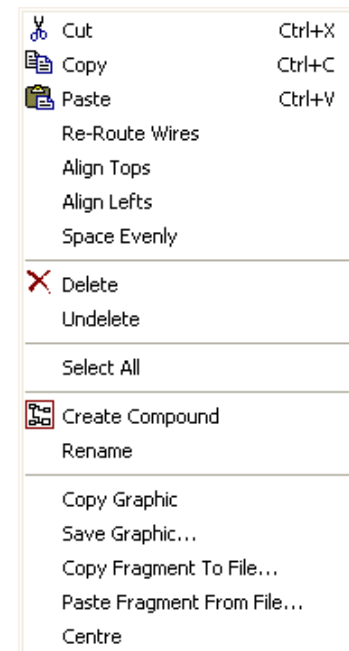 Cut Ctrl+X
Copy Ctrl+C
Paste Ctrl+V
Re-Route Wires
Align Tops
Align Lefts
Space Evenly
Delete
Undelete
Select All
Create Compound
Rename
Copy Graphic
Save Graphic...
Copy Fragment To File...
Paste Fragment From File...
Centre